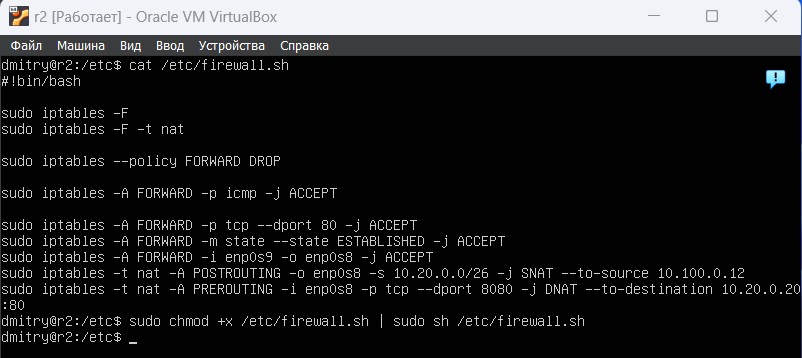 r2 [Работает] - Oracle VM VirtualBox
Файл Машина Вид Ввод Устройства Справка
dmitry@r2:/etc$ cat /etc/firewall.sh
#!bin/bash
sudo iptables -F
sudo iptables -F -t nat
sudo iptables --policy FORWARD DROP
sudo iptables -A FORWARD -p icmp -j ACCEPT
sudo iptables -A FORWARD -p tcp --dport 80 -j ACCEPT
sudo iptables -A FORWARD -m state --state ESTABLISHED -j ACCEPT
sudo iptables -A FORWARD -i enp0s9 -o enp0s8 -j ACCEPT
sudo iptables -t nat -A POSTROUTING -o enp0s8 -s 10.20.0.0/26 -j SNAT --to-source 10.100.0.12
sudo iptables -t nat -A PREROUTING -i enp0s8 -p tcp --dport 8080 -j DNAT --to-destination 10.20.0.20
:80
dmitry@r2:/etc$ sudo chmod +x /etc/firewall.sh | sudo sh /etc/firewall.sh
dmitry@r2:/etc$ _